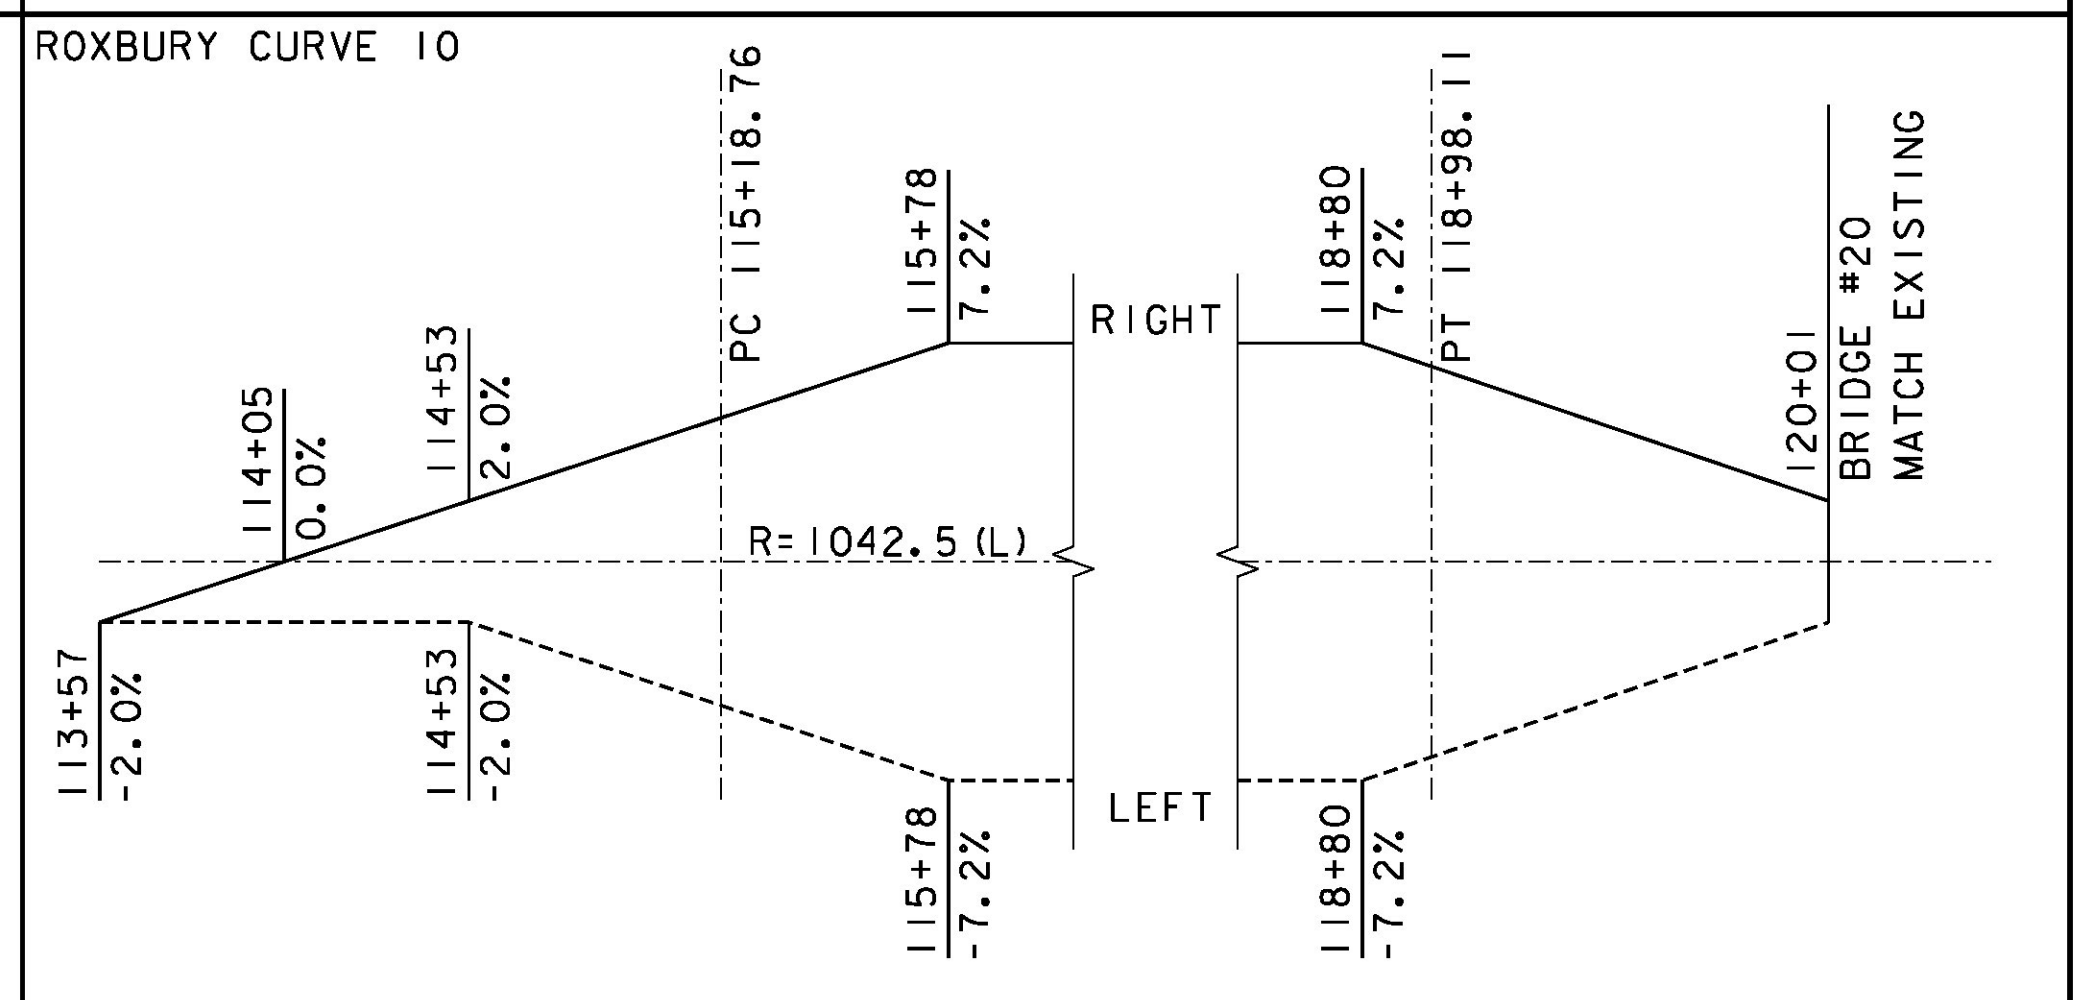 ROXBURY CURVE 10
113+57
-2.0%
114+05
0.0%
114+53
2.0%
114+53
-2.0%
PC 115+18.76
R=1042.5 (L)
115+78
7.2%
115+78
-7.2%
RIGHT
LEFT
118+80
7.2%
118+80
-7.2%
PT 118+98.11
120+01
BRIDGE #20
MATCH EXISTING